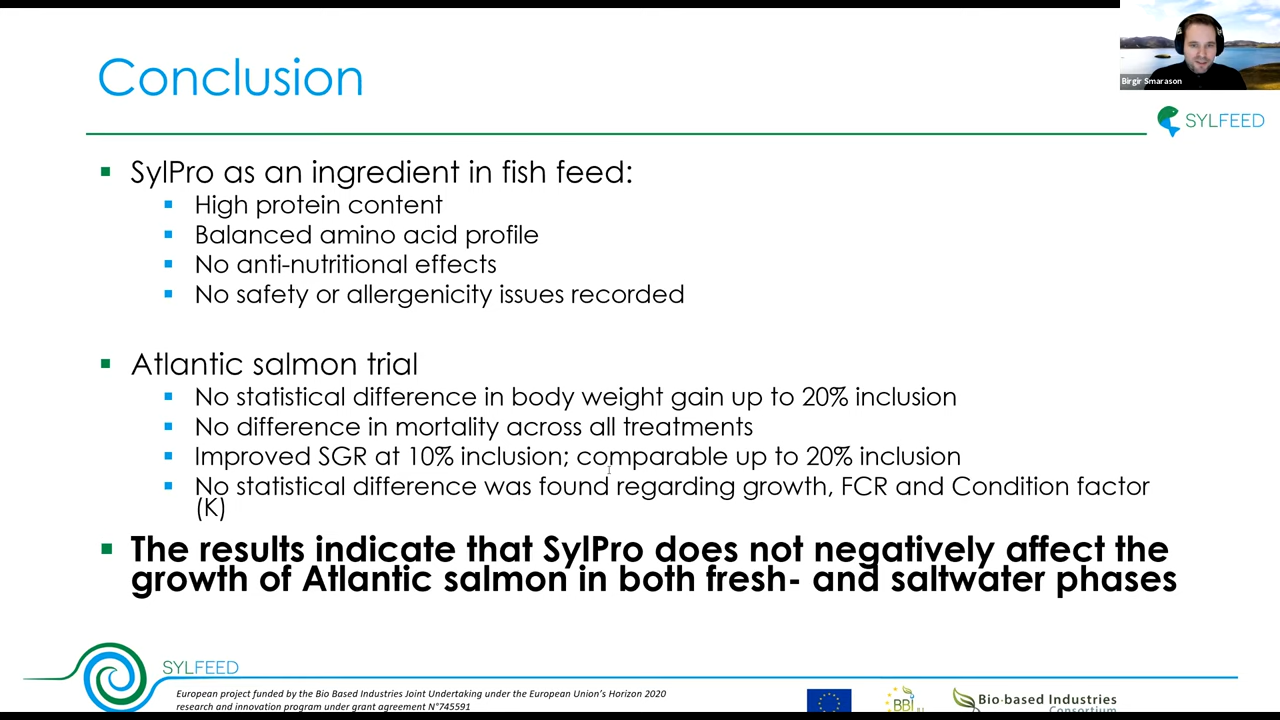 Conclusion
Birgir Smarason
SYLFEED
SylPro as an ingredient in fish feed:
High protein content
Balanced amino acid profile
No anti-nutritional effects
No safety or allergenicity issues recorded
Atlantic salmon trial
No statistical difference in body weight gain up to 20% inclusion
No difference in mortality across all treatments
Improved SGR at 10% inclusion; comparable up to 20% inclusion
No statistical difference was found regarding growth, FCR and Condition factor
(K)
The results indicate that SylPro does not negatively affect the
growth of Atlantic salmon in both fresh- and saltwater phases
SYLFEED
European project funded by the Bio Based Industries Joint Undertaking under the European Union's Horizon 2020
research and innovation program under grant agreement N°745591
BBI
Bio-based Industries
Consortium